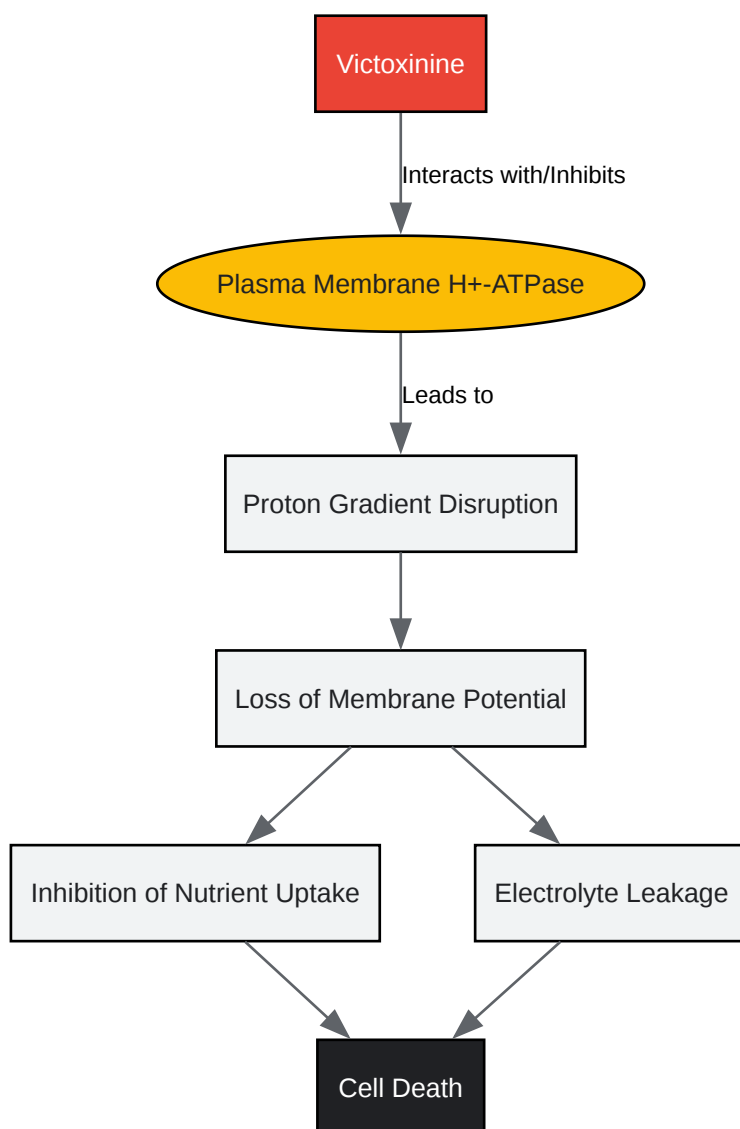 Victoxinine
Interacts with/Inhibits
Plasma Membrane H+-ATPase
Leads to
Proton Gradient Disruption
Loss of Membrane Potential
Inhibition of Nutrient Uptake
Electrolyte Leakage
Cell Death